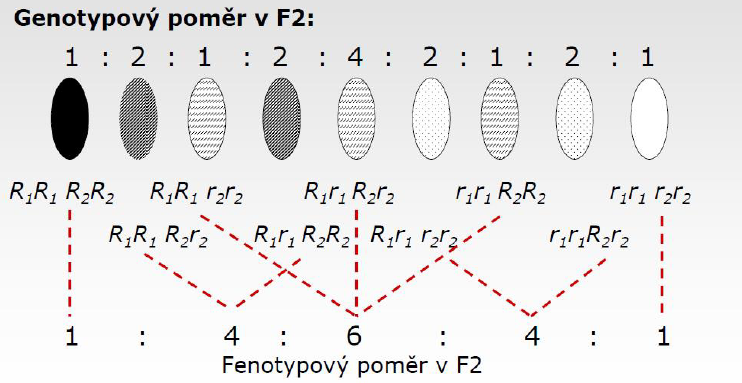 Genotypový poměr v F2:
1 : 2 : 1 : 2 : 4 : 2 : 1 : 2 : 1
R₁R₁ R₂R₂ R₁R₁ r₂r₂ R₁r₁ R₂r₂ r₁r₁ R₂R₂ r₁r₁ r₂r₂
R₁R₁ R₂r₂ R₁r₁ R₂R₂ R₁r₁ r₂r₂ r₁r₁R₂r₂
1 : 4 : 6 : 4 : 1
Fenotypový poměr v F2